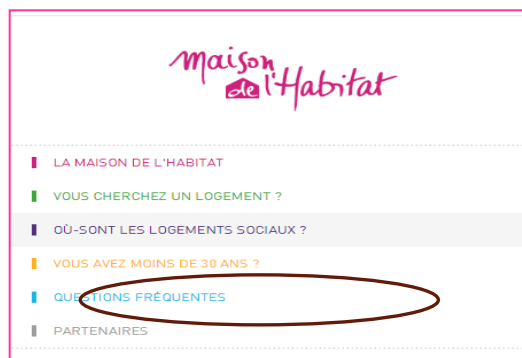 Maison
de l'Habitat
LA MAISON DE L'HABITAT
VOUS CHERCHEZ UN LOGEMENT ?
OÙ-SONT LES LOGEMENTS SOCIAUX ?
VOUS AVEZ MOINS DE 30 ANS ?
QUESTIONS FRÉQUENTES
PARTENAIRES